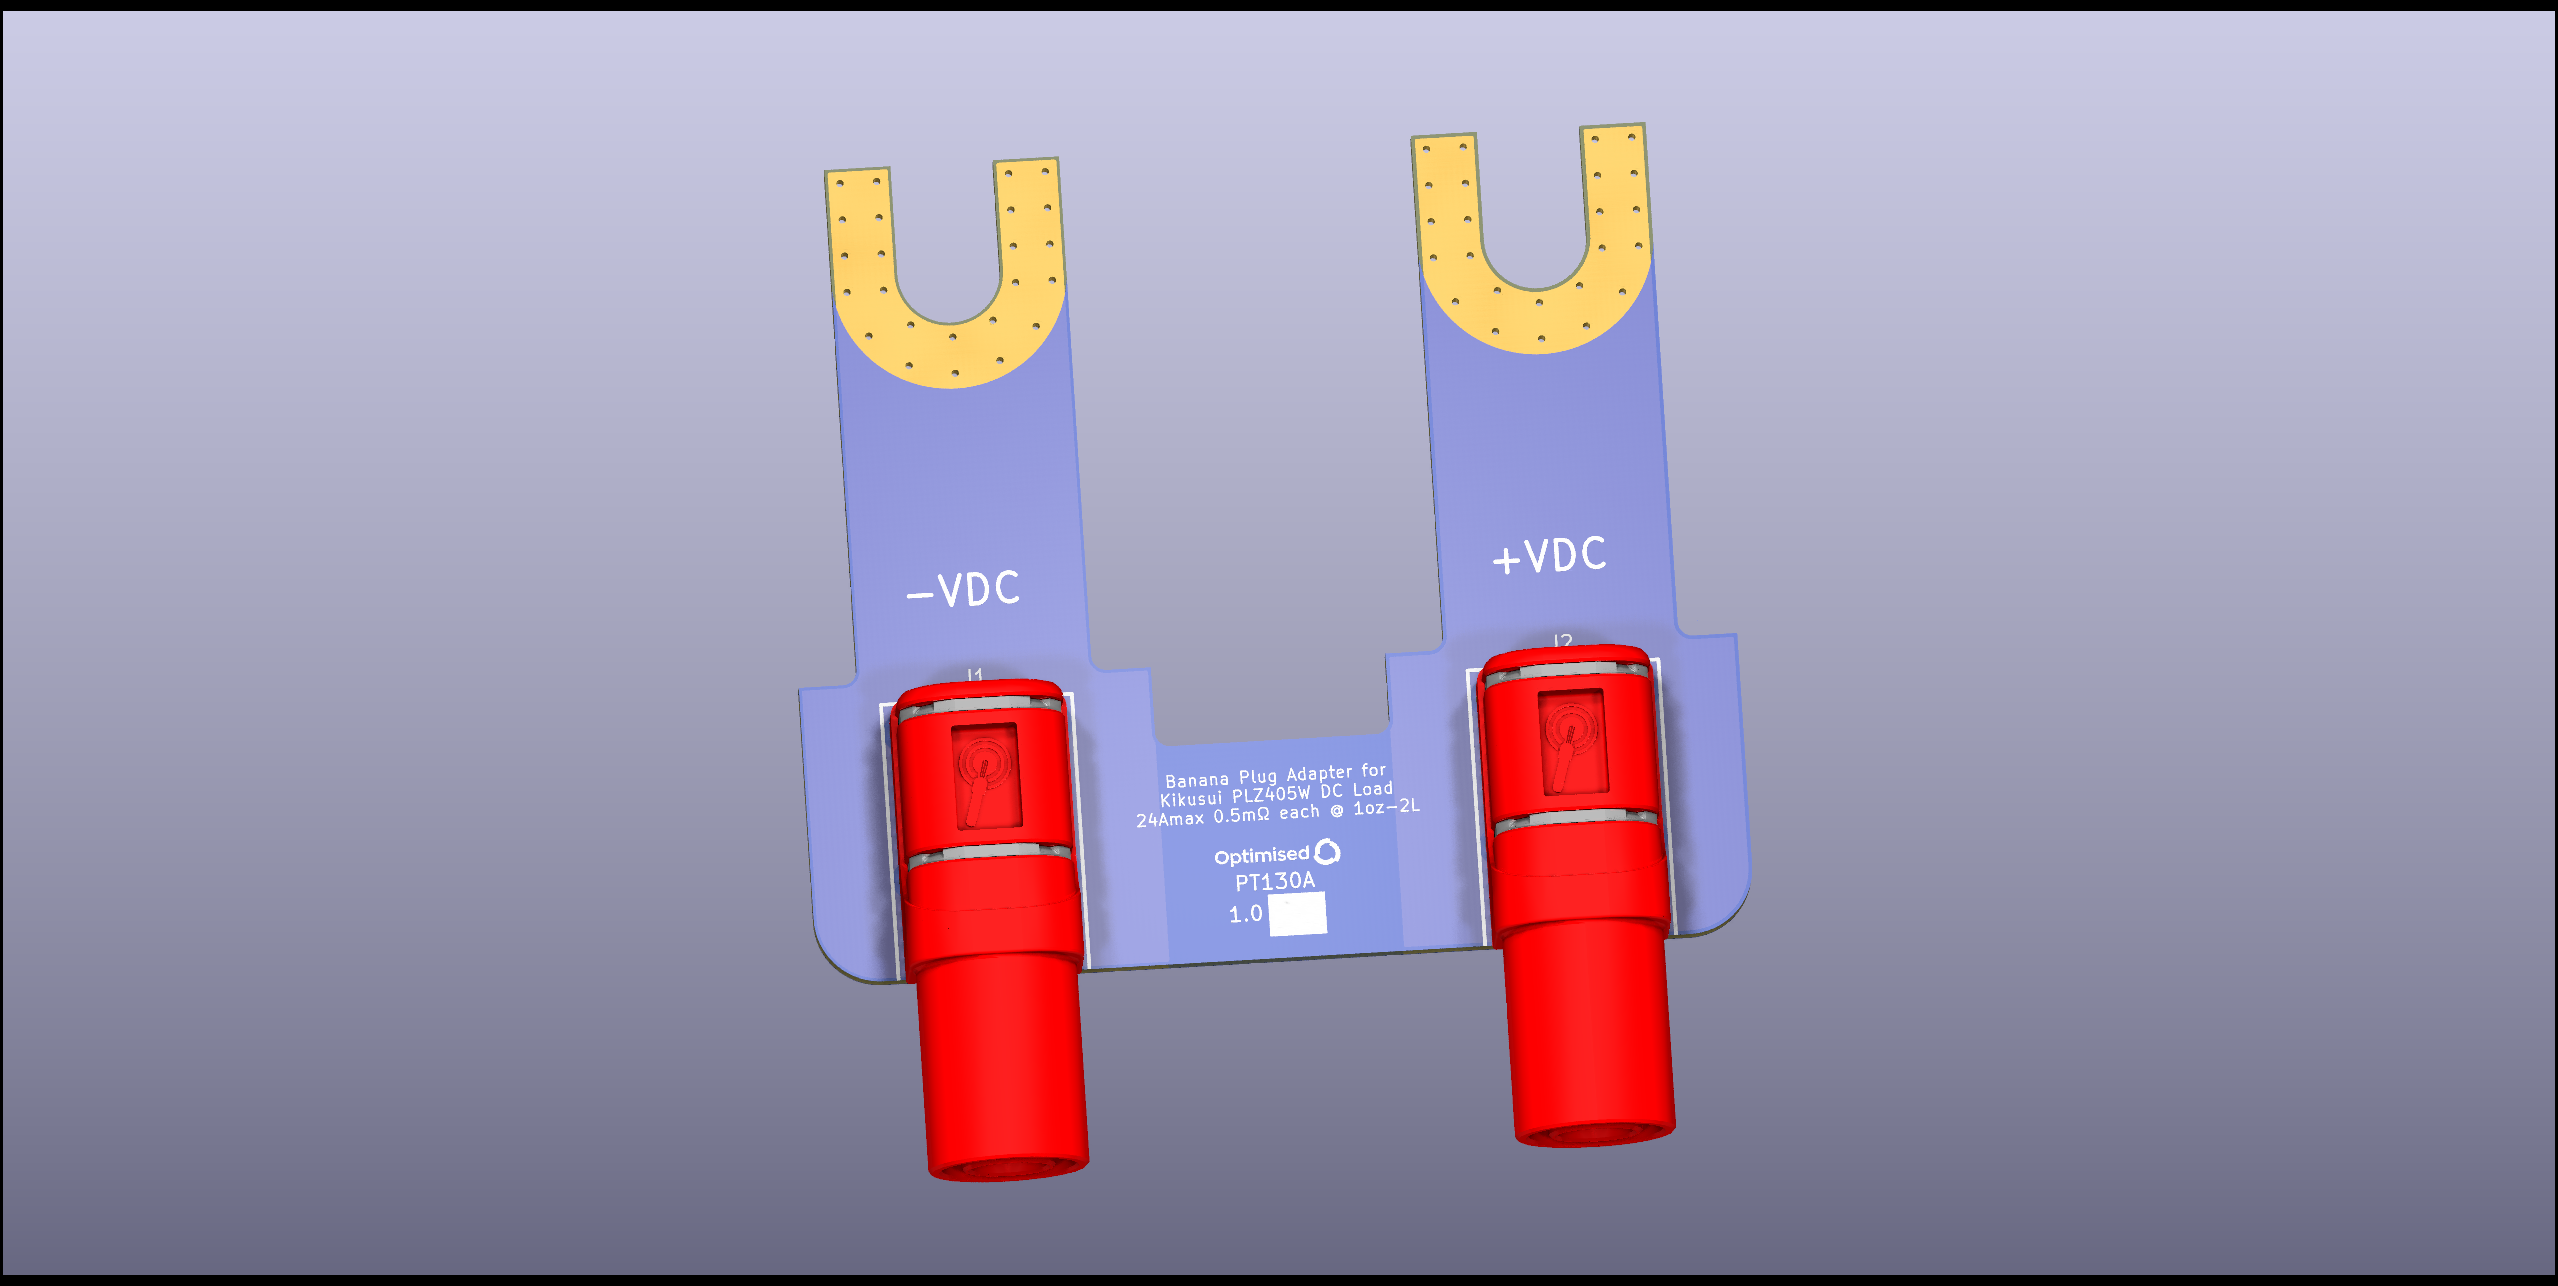 -VDC
+VDC
J1
J2
Banana Plug Adapter for
Kikusui PLZ405W DC Load
24Amax 0.5mΩ each @ 1oz-2L
Optimised
PT130A
1.0